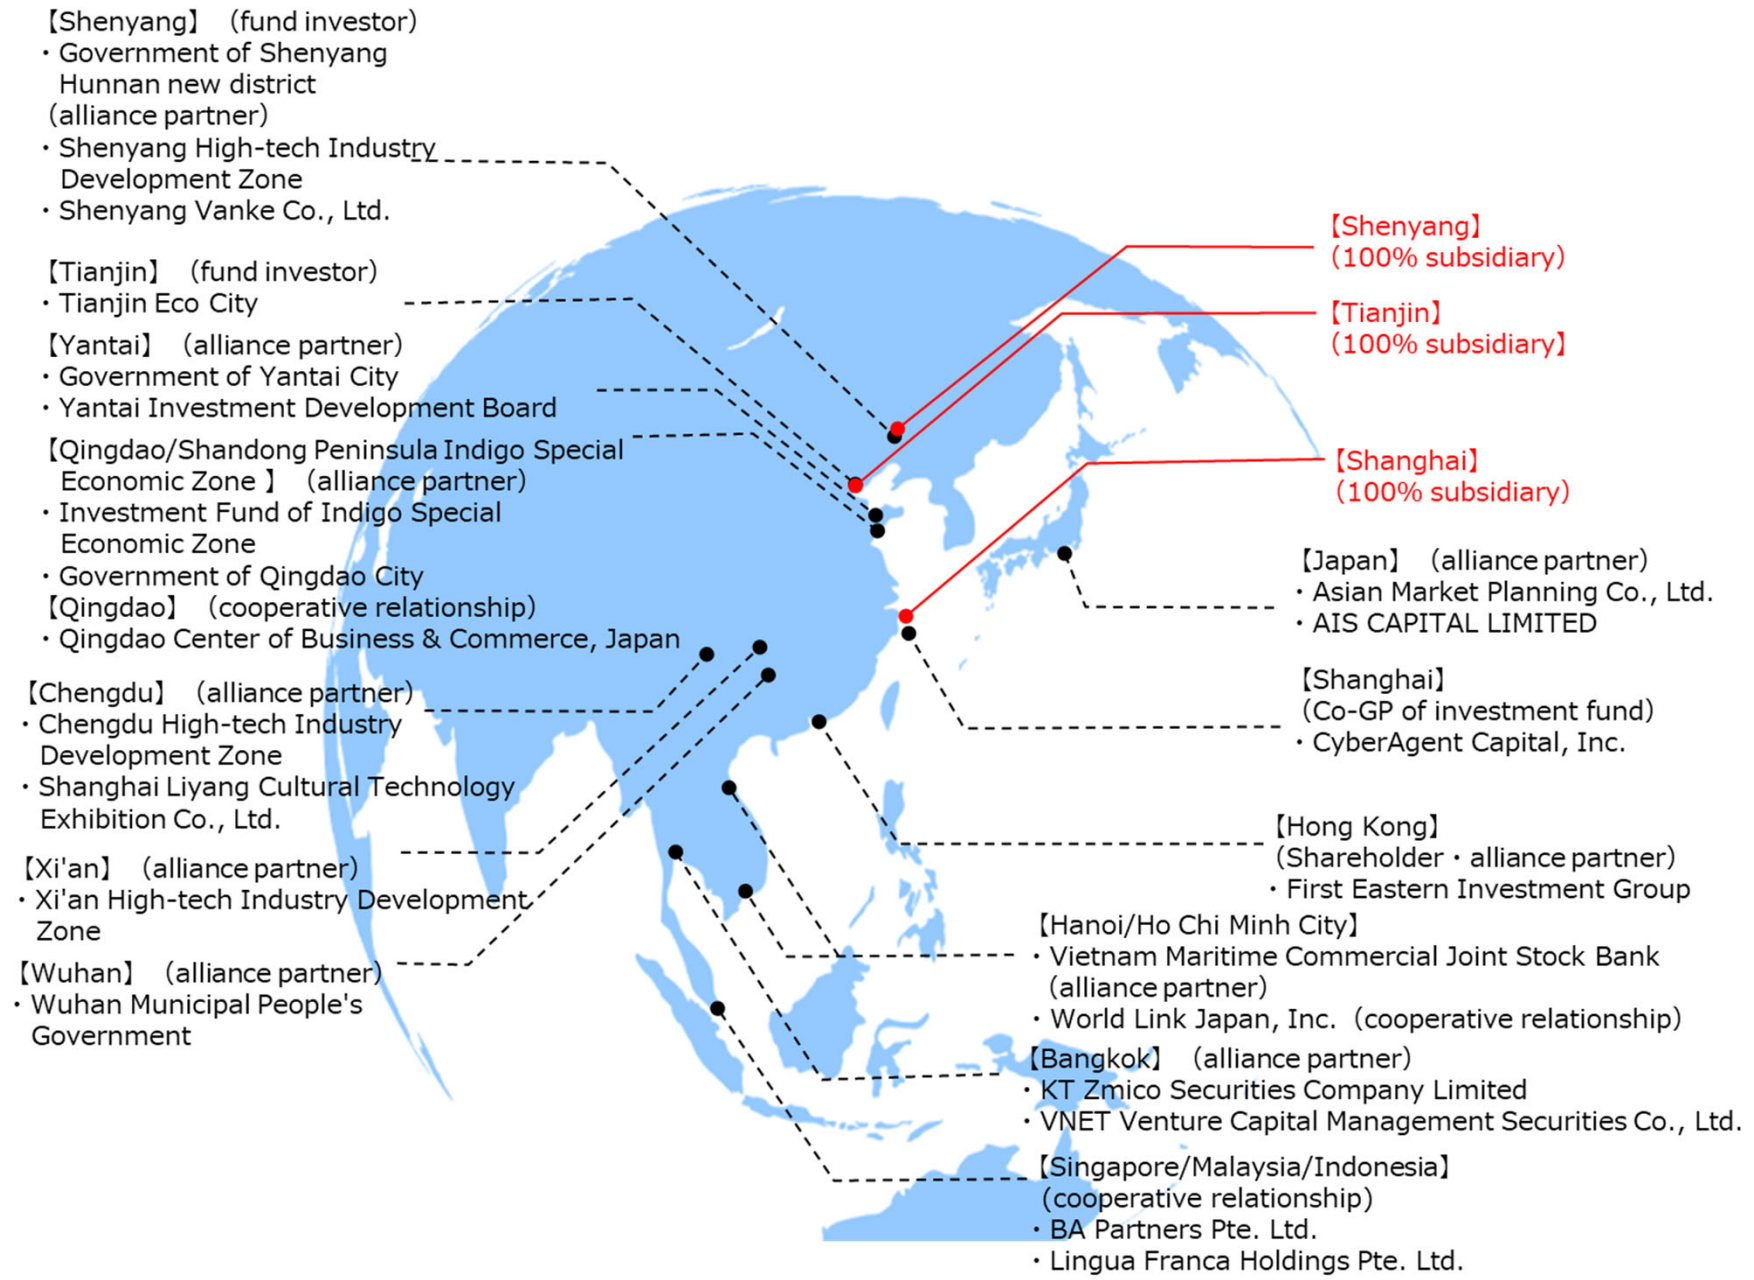 【Shenyang】（fund investor）
・Government of Shenyang
Hunnan new district
（alliance partner）
・Shenyang High-tech Industry
Development Zone
・Shenyang Vanke Co., Ltd.
【Tianjin】（fund investor）
・Tianjin Eco City
【Yantai】（alliance partner）
・Government of Yantai City
・Yantai Investment Development Board
【Qingdao/Shandong Peninsula Indigo Special
Economic Zone 】（alliance partner）
・Investment Fund of Indigo Special
Economic Zone
・Government of Qingdao City
【Qingdao】（cooperative relationship）
・Qingdao Center of Business & Commerce, Japan
【Chengdu】（alliance partner）
・Chengdu High-tech Industry
Development Zone
・Shanghai Liyang Cultural Technology
Exhibition Co., Ltd.
【Xi'an】（alliance partner）
・Xi'an High-tech Industry Development
Zone
【Wuhan】（alliance partner）
・Wuhan Municipal People's
Government
【Shenyang】
（100% subsidiary）
【Tianjin】
（100% subsidiary】
【Shanghai】
（100% subsidiary）
【Japan】（alliance partner）
・Asian Market Planning Co., Ltd.
・AIS CAPITAL LIMITED
【Shanghai】
（Co-GP of investment fund）
・CyberAgent Capital, Inc.
【Hong Kong】
（Shareholder・alliance partner）
・First Eastern Investment Group
【Hanoi/Ho Chi Minh City】
・Vietnam Maritime Commercial Joint Stock Bank
（alliance partner）
・World Link Japan, Inc.（cooperative relationship）
【Bangkok】（alliance partner）
・KT Zmico Securities Company Limited
・VNET Venture Capital Management Securities Co., Ltd.
【Singapore/Malaysia/Indonesia】
（cooperative relationship）
・BA Partners Pte. Ltd.
・Lingua Franca Holdings Pte. Ltd.